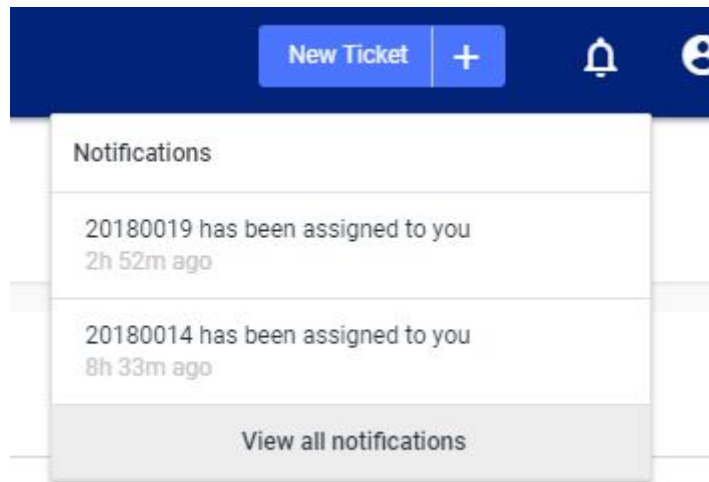 New Ticket +
Notifications
20180019 has been assigned to you
2h 52m ago
20180014 has been assigned to you
8h 33m ago
View all notifications